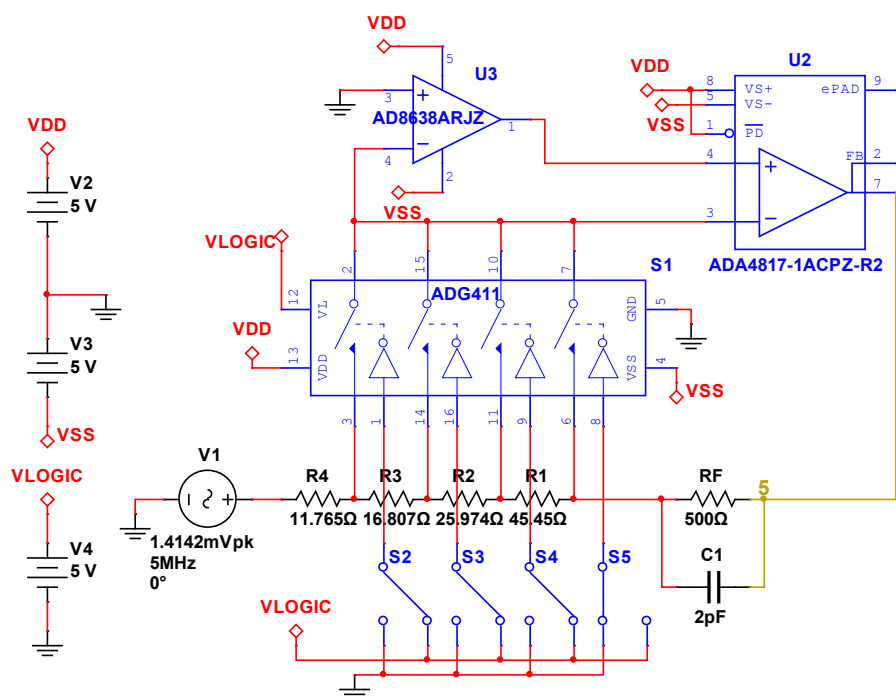 VDD
5
U3
3
AD8638ARJZ
1
4
2
VSS
U2
VDD
8
VS+
ePAD
9
5
VS-
VSS
1
PD
4
FB
2
7
3
ADA4817-1ACPZ-R2
VDD
V2
5 V
V3
5 V
VSS
VLOGIC
V4
5 V
VLOGIC
2
15
10
7
S1
ADG411
12
VL
GND
5
VDD
13
VDD
VSS
4
VSS
3
1
14
16
11
9
6
8
V1
1.4142mVpk
5MHz
0°
R4
11.765Ω
R3
16.807Ω
R2
25.974Ω
R1
45.45Ω
RF
500Ω
5
C1
2pF
S2
S3
S4
S5
VLOGIC